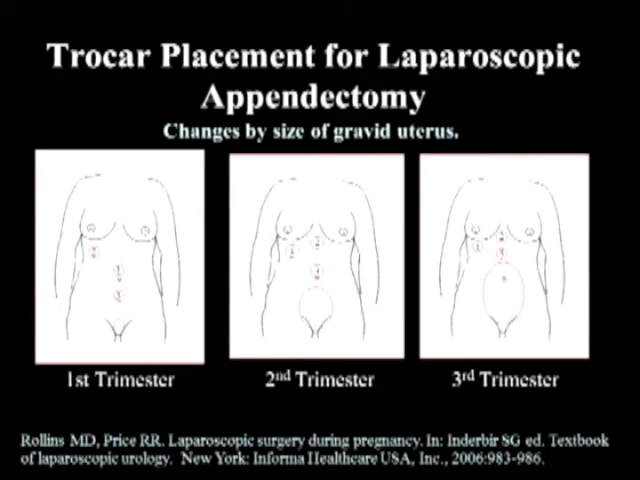 Trocar Placement for Laparoscopic
Appendectomy
Changes by size of gravid uterus.
1st Trimester
2nd Trimester
3rd Trimester
Rollins MD, Price RR. Laparoscopic surgery during pregnancy. In: Inderbir SG ed. Textbook
of laparoscopic urology. New York: Informa Healthcare USA, Inc., 2006:983-986.